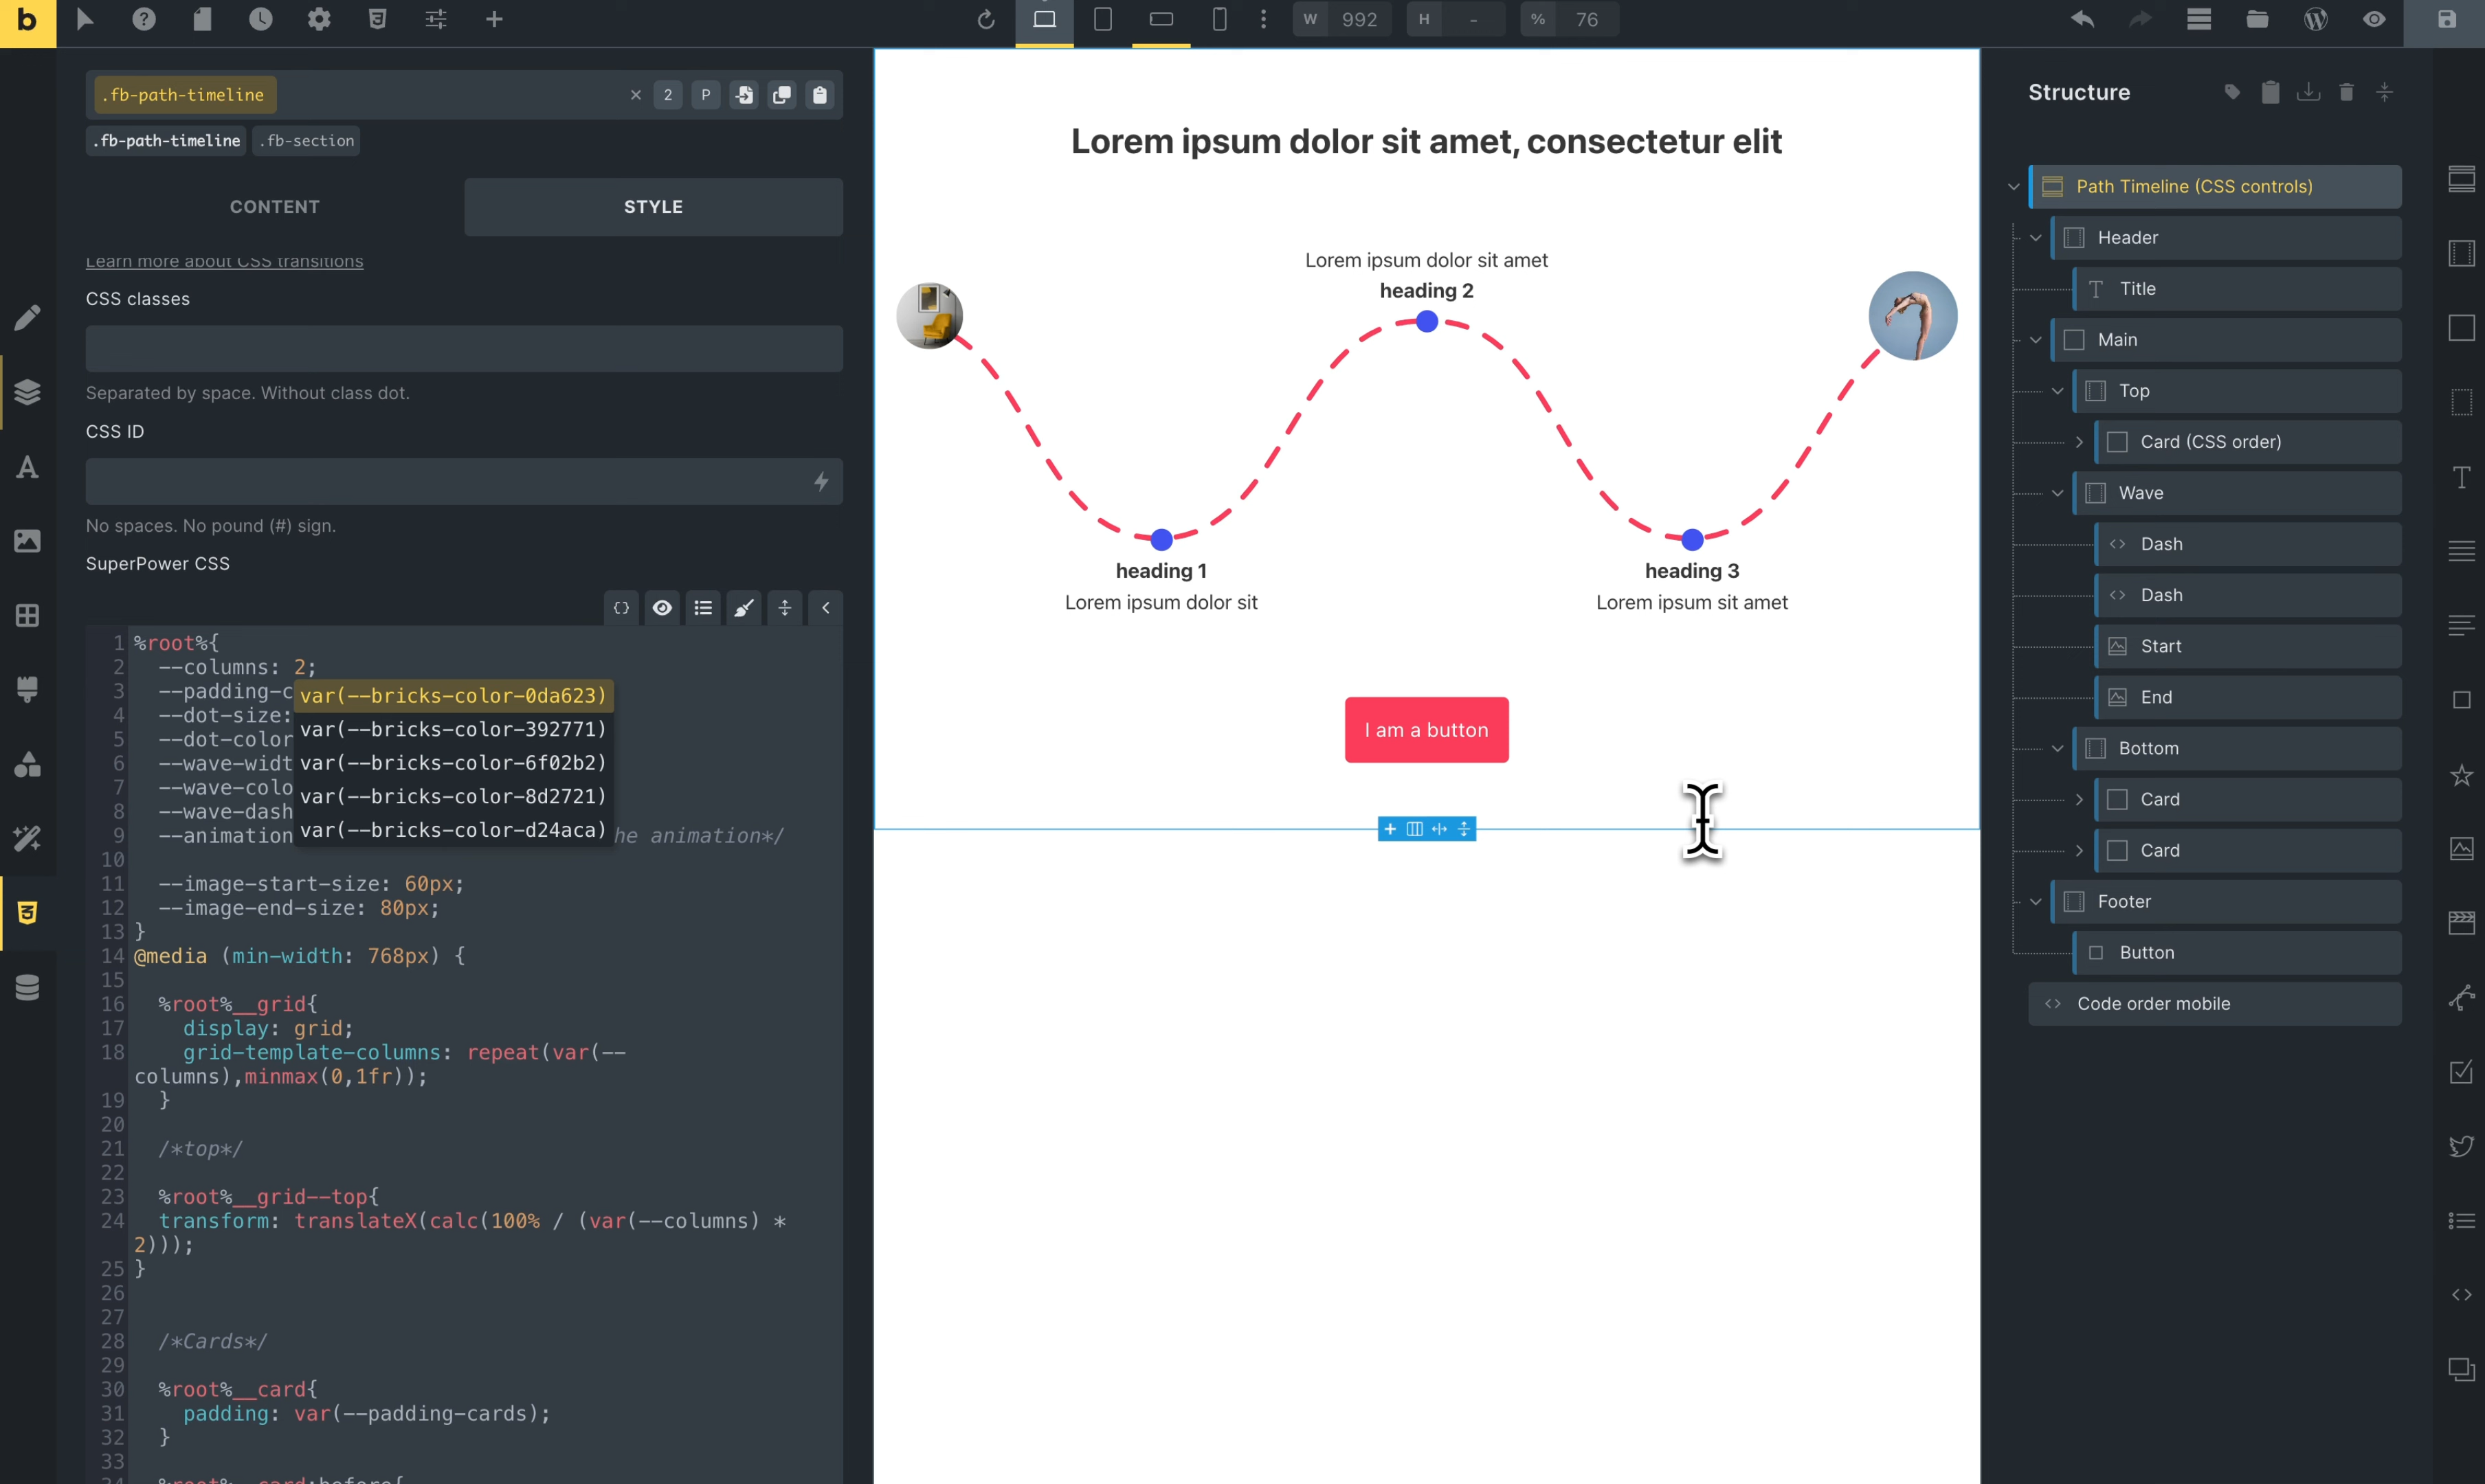 b
W 992 H - % 76
.fb-path-timeline
× 2 P
.fb-path-timeline .fb-section
CONTENT STYLE
Learn more about CSS transitions
CSS classes
Separated by space. Without class dot.
CSS ID
No spaces. No pound (#) sign.
SuperPower CSS
1 %root%{
2 --columns: 2;
3 --padding-c
4 --dot-size:
5 --dot-color
6 --wave-widt
7 --wave-colo
8 --wave-dash
9 --animation he animation*/
var(--bricks-color-0da623)
var(--bricks-color-392771)
var(--bricks-color-6f02b2)
var(--bricks-color-8d2721)
var(--bricks-color-d24aca)
10
11 --image-start-size: 60px;
12 --image-end-size: 80px;
13 }
14 @media (min-width: 768px) {
15
16 %root%__grid{
17 display: grid;
18 grid-template-columns: repeat(var(--
columns),minmax(0,1fr));
19 }
20
21 /*top*/
22
23 %root%__grid--top{
24 transform: translateX(calc(100% / (var(--columns) *
2)));
25 }
26
27
28 /*Cards*/
29
30 %root%__card{
31 padding: var(--padding-cards);
32 }
33
34 %root%__card:before{
Lorem ipsum dolor sit amet, consectetur elit
Lorem ipsum dolor sit amet
heading 2
heading 1
Lorem ipsum dolor sit
heading 3
Lorem ipsum sit amet
I am a button
Structure
Path Timeline (CSS controls)
Header
Title
Main
Top
Card (CSS order)
Wave
Dash
Dash
Start
End
Bottom
Card
Card
Footer
Button
Code order mobile